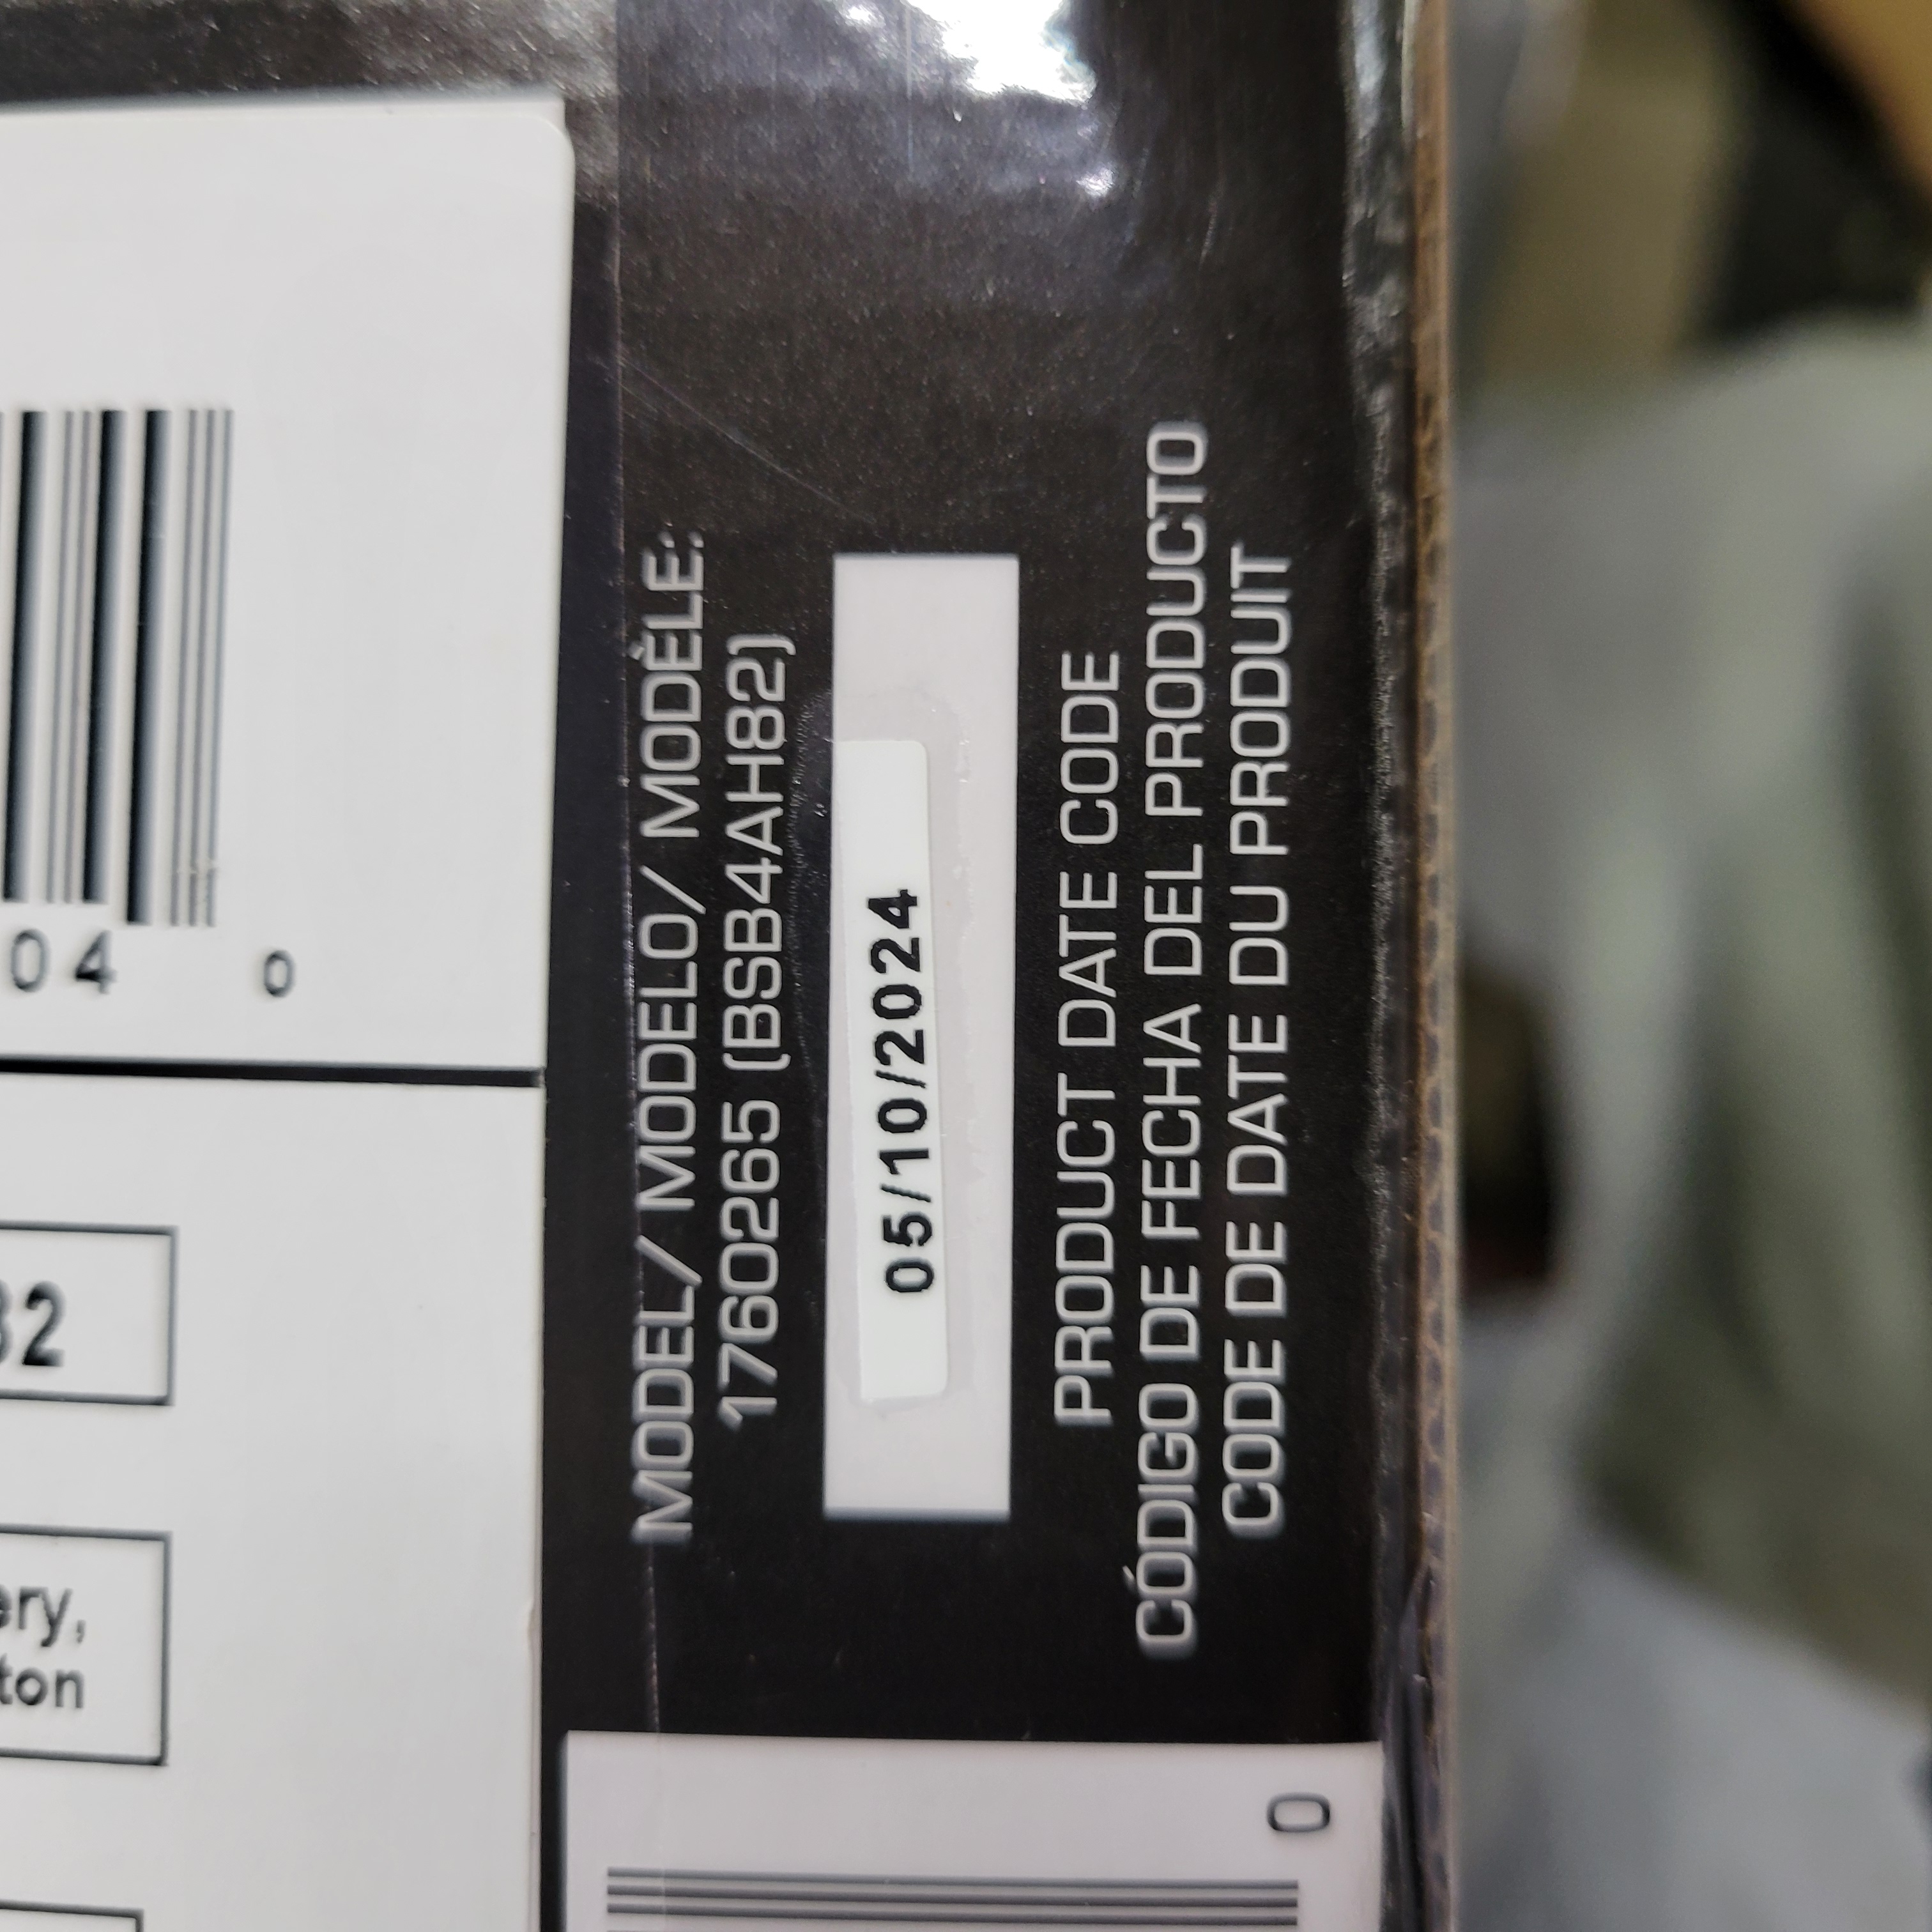 04 0
32
ery,
ton
MODEL/ MODELO/ MODÈLE:
1760265 (BSB4AH82)
05/10/2024
PRODUCT DATE CODE
CÓDIGO DE FECHA DEL PRODUCTO
CODE DE DATE DU PRODUIT
0